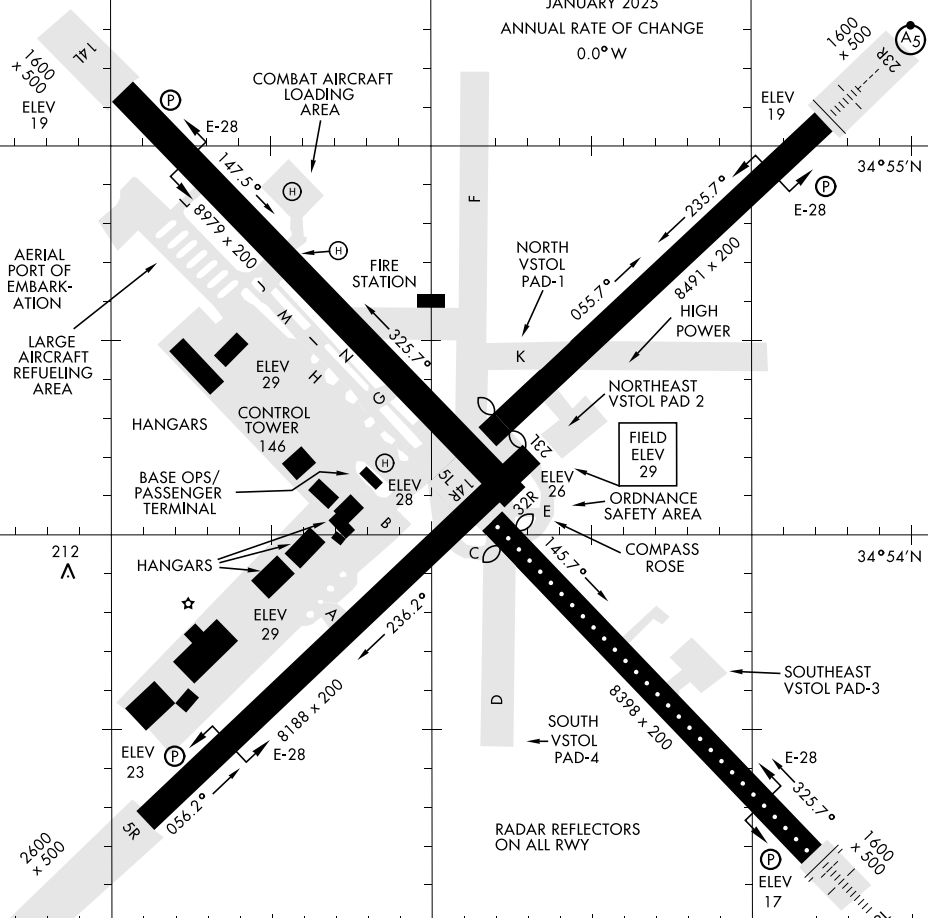 JANUARY 2025
ANNUAL RATE OF CHANGE
0.0° W
14L
1600
x 500
ELEV
19
P
E-28
COMBAT AIRCRAFT
LOADING
AREA
H
147.5°
8979 x 200
H
FIRE
STATION
F
1600
x 500
23R
A5
ELEV
19
34°55'N
235.7°
P
E-28
8491 x 200
055.7°
NORTH
VSTOL
PAD-1
HIGH
POWER
K
AERIAL
PORT OF
EMBARK-
ATION
LARGE
AIRCRAFT
REFUELING
AREA
J
W
I
N
H
G
325.7°
ELEV
29
HANGARS
CONTROL
TOWER
146
BASE OPS/
PASSENGER
TERMINAL
H
ELEV
28
NORTHEAST
VSTOL PAD 2
FIELD
ELEV
29
23L
5L
14R
ELEV
26
ORDNANCE
SAFETY AREA
32R
E
C
COMPASS
ROSE
B
212
34°54'N
HANGARS
ELEV
29
A
236.2°
145.7°
8188 x 200
8398 x 200
SOUTHEAST
VSTOL PAD-3
D
SOUTH
VSTOL
PAD-4
ELEV
23
P
E-28
056.2°
5R
2600
x 500
E-28
325.7°
RADAR REFLECTORS
ON ALL RWY
P
ELEV
17
1600
x 500